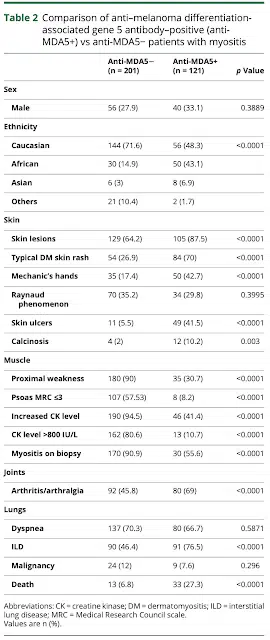 Table 2 Comparison of anti–melanoma differentiation-
associated gene 5 antibody–positive (anti-
MDA5+) vs anti-MDA5− patients with myositis
Anti-MDA5− (n = 201) Anti-MDA5+ (n = 121) p Value
Sex
Male 56 (27.9) 40 (33.1) 0.3889
Ethnicity
Caucasian 144 (71.6) 56 (48.3) <0.0001
African 30 (14.9) 50 (43.1)
Asian 6 (3) 8 (6.9)
Others 21 (10.4) 2 (1.7)
Skin
Skin lesions 129 (64.2) 105 (87.5) <0.0001
Typical DM skin rash 54 (26.9) 84 (70) <0.0001
Mechanic's hands 35 (17.4) 50 (42.7) <0.0001
Raynaud phenomenon 70 (35.2) 34 (29.8) 0.3995
Skin ulcers 11 (5.5) 49 (41.5) <0.0001
Calcinosis 4 (2) 12 (10.2) 0.003
Muscle
Proximal weakness 180 (90) 35 (30.7) <0.0001
Psoas MRC ≤3 107 (57.53) 8 (8.2) <0.0001
Increased CK level 190 (94.5) 46 (41.4) <0.0001
CK level >800 IU/L 162 (80.6) 13 (10.7) <0.0001
Myositis on biopsy 170 (90.9) 30 (55.6) <0.0001
Joints
Arthritis/arthralgia 92 (45.8) 80 (69) <0.0001
Lungs
Dyspnea 137 (70.3) 80 (66.7) 0.5871
ILD 90 (46.4) 91 (76.5) <0.0001
Malignancy 24 (12) 9 (7.6) 0.296
Death 13 (6.8) 33 (27.3) <0.0001
Abbreviations: CK = creatine kinase; DM = dermatomyositis; ILD = interstitial
lung disease; MRC = Medical Research Council scale.
Values are n (%).